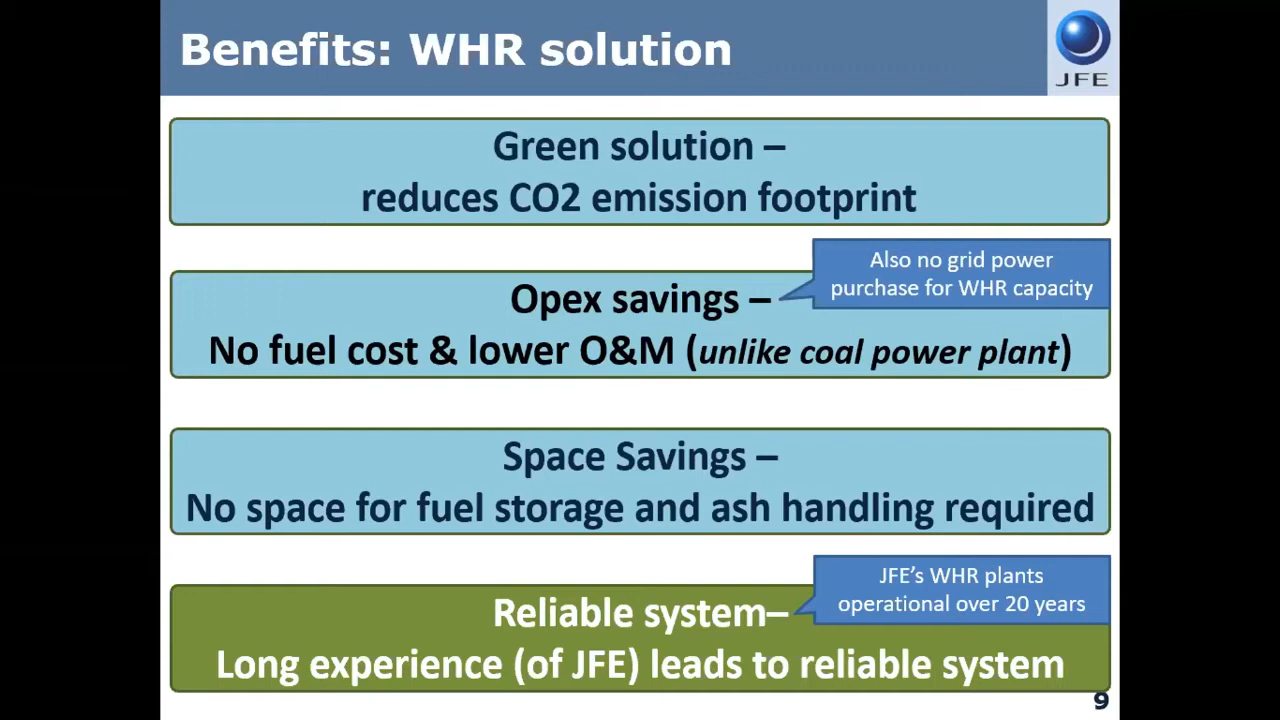 Benefits: WHR solution
JFE
Green solution –
reduces CO2 emission footprint
Also no grid power
purchase for WHR capacity
Opex savings –
No fuel cost & lower O&M (unlike coal power plant)
Space Savings –
No space for fuel storage and ash handling required
JFE’s WHR plants
operational over 20 years
Reliable system–
Long experience (of JFE) leads to reliable system
9